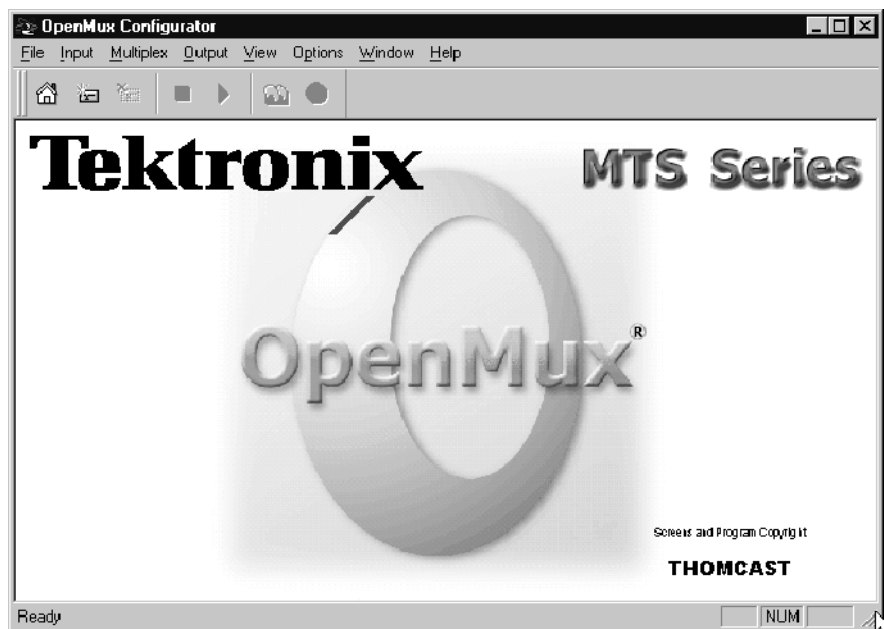 OpenMux Configurator
File Input Multiplex Output View Options Window Help
Tektronix
MTS Series
OpenMux®
Screens and Program Copyright
THOMCAST
Ready
NUM